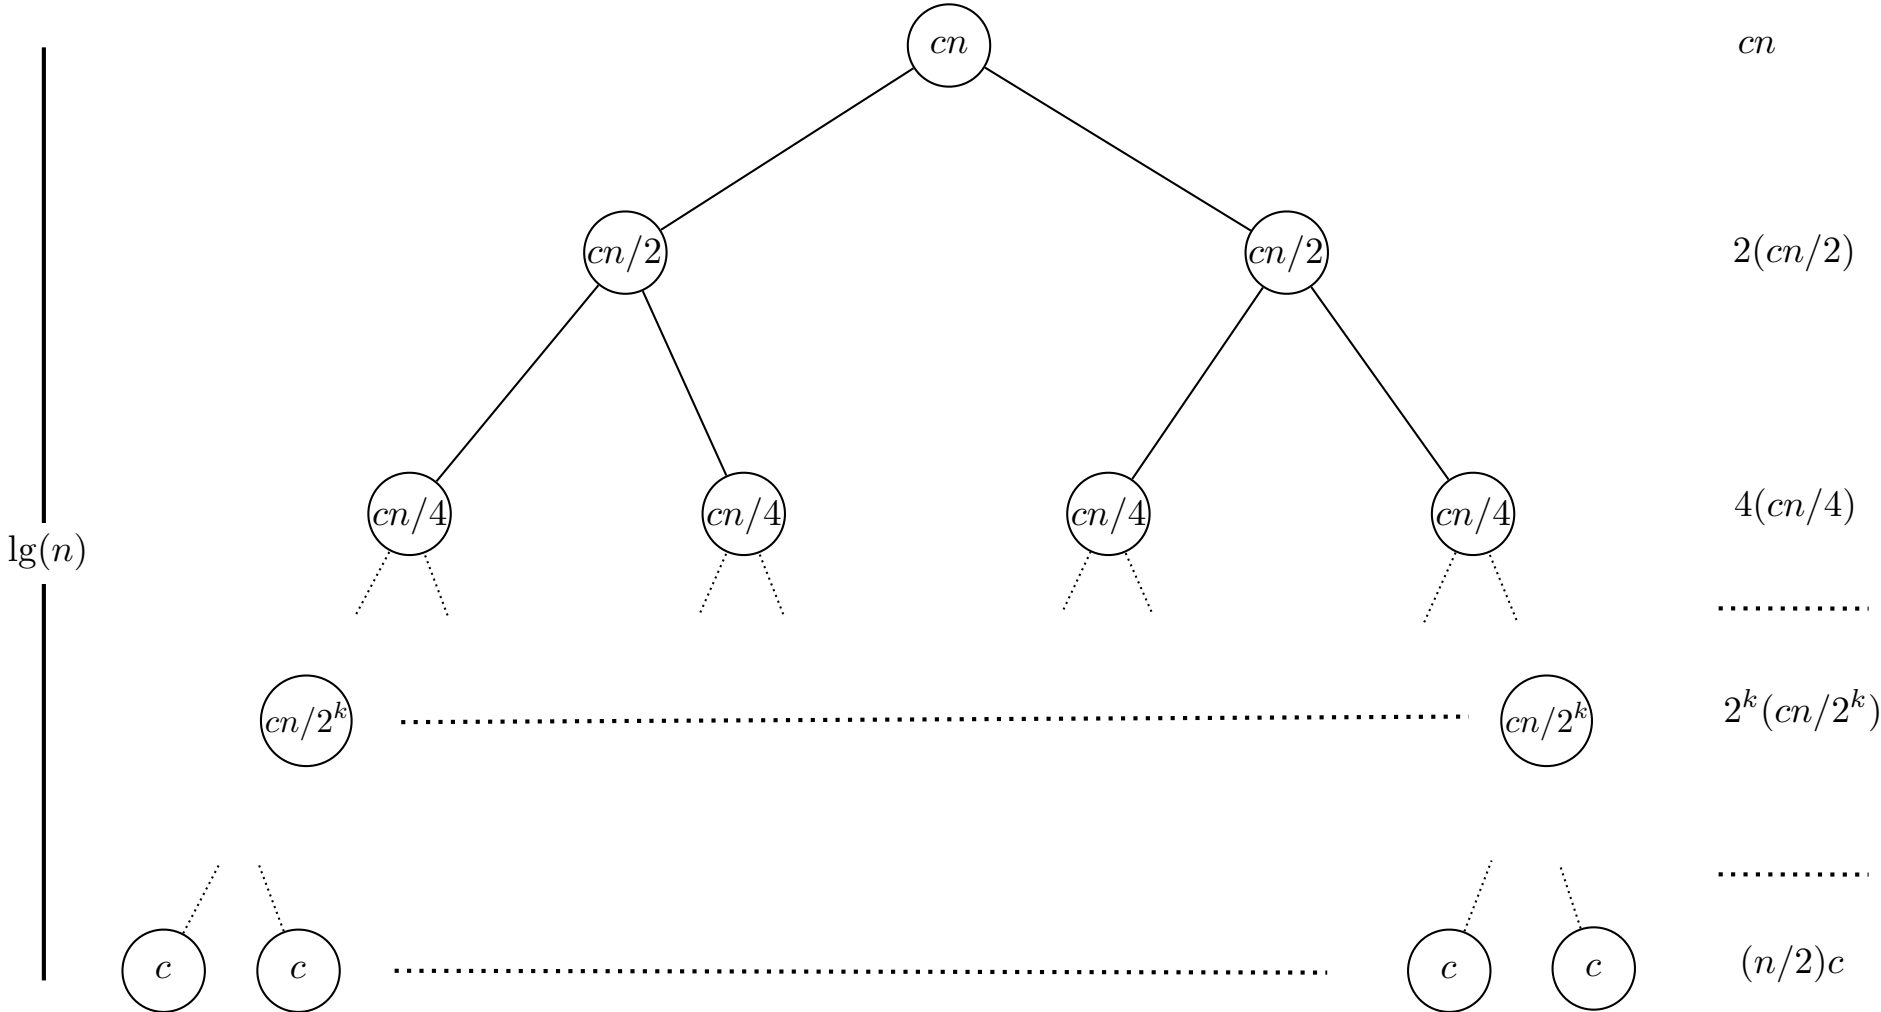 cn cn
cn/2 cn/2 2(cn/2)
cn/4 cn/4 cn/4 cn/4 4(cn/4)
lg(n)
cn/2^k cn/2^k 2^k(cn/2^k)
c c c c (n/2)c